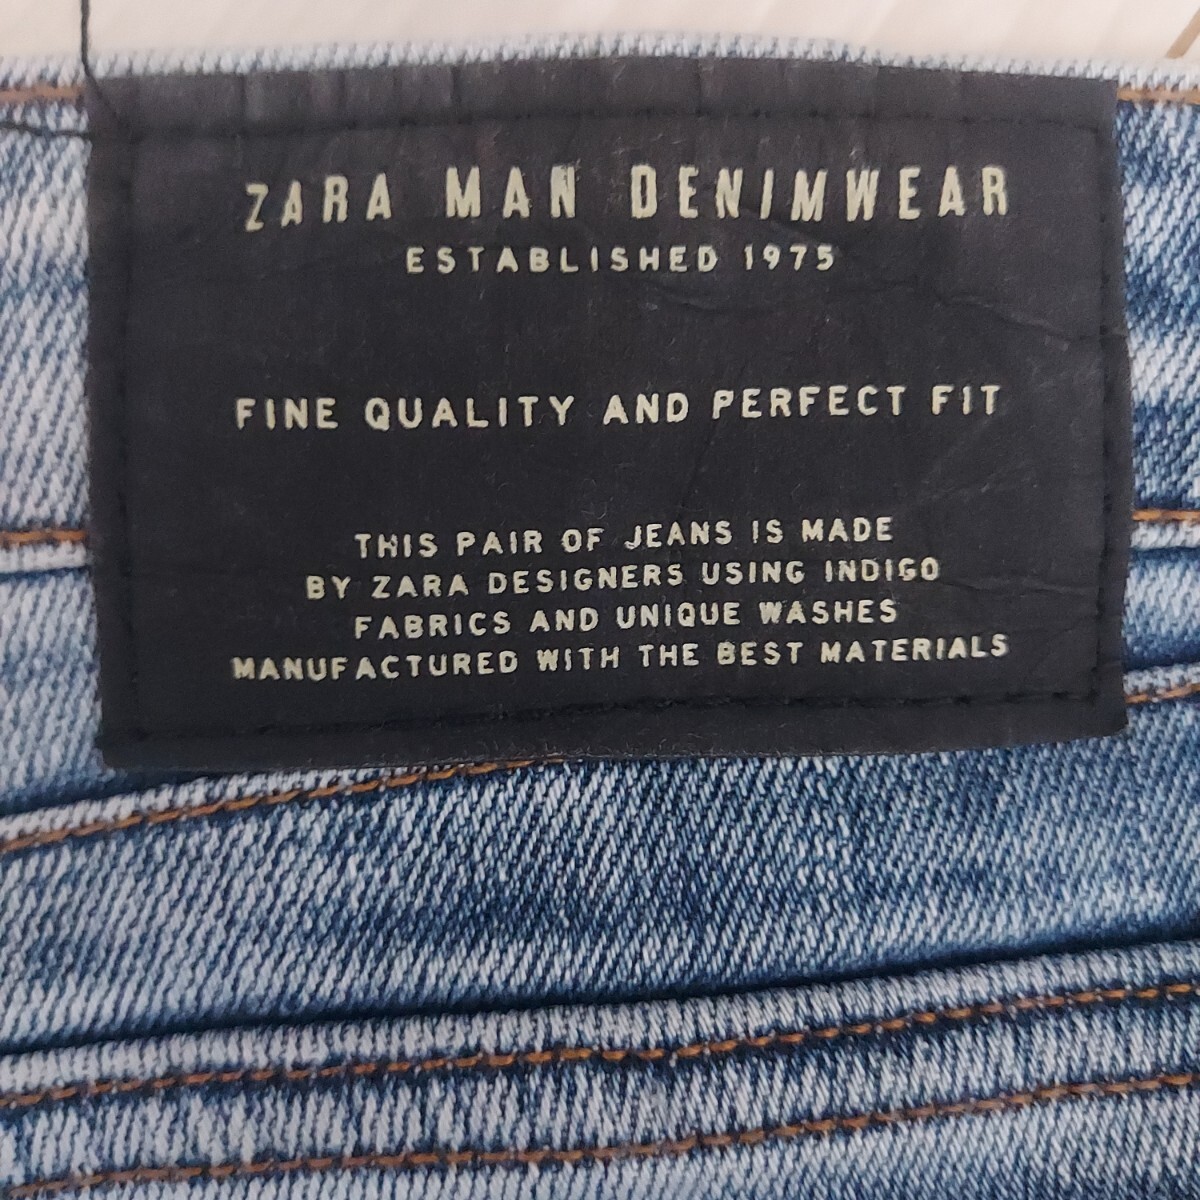 ZARA MAN DENIMWEAR
ESTABLISHED 1975
FINE QUALITY AND PERFECT FIT
THIS PAIR OF JEANS IS MADE
BY ZARA DESIGNERS USING INDIGO
FABRICS AND UNIQUE WASHES
MANUFACTURED WITH THE BEST MATERIALS